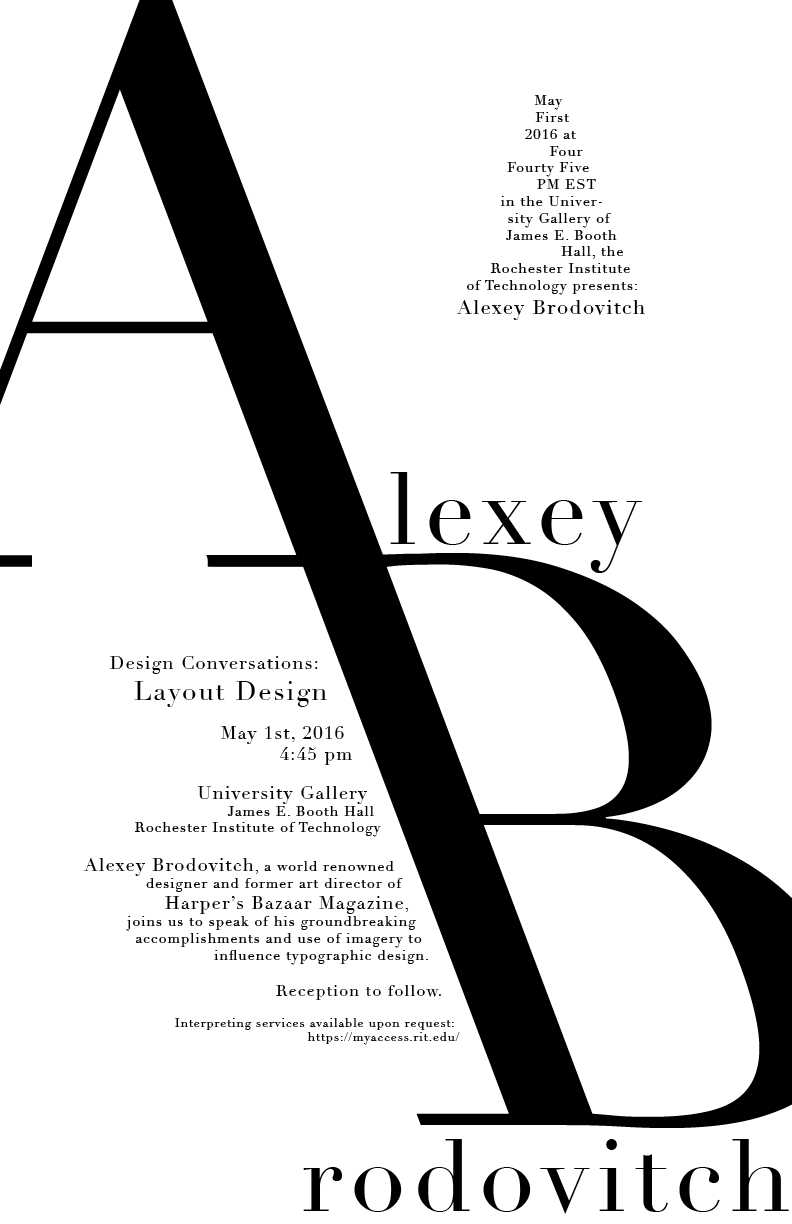 May
First
2016 at
Four
Fourty Five
PM EST
in the Univer-
sity Gallery of
James E. Booth
Hall, the
Rochester Institute
of Technology presents:
Alexey Brodovitch
Alexey
Design Conversations:
Layout Design
May 1st, 2016
4:45 pm
University Gallery
James E. Booth Hall
Rochester Institute of Technology
Alexey Brodovitch, a world renowned
designer and former art director of
Harper's Bazaar Magazine,
joins us to speak of his groundbreaking
accomplishments and use of imagery to
influence typographic design.
Reception to follow.
Interpreting services available upon request:
https://myaccess.rit.edu/
Brodovitch